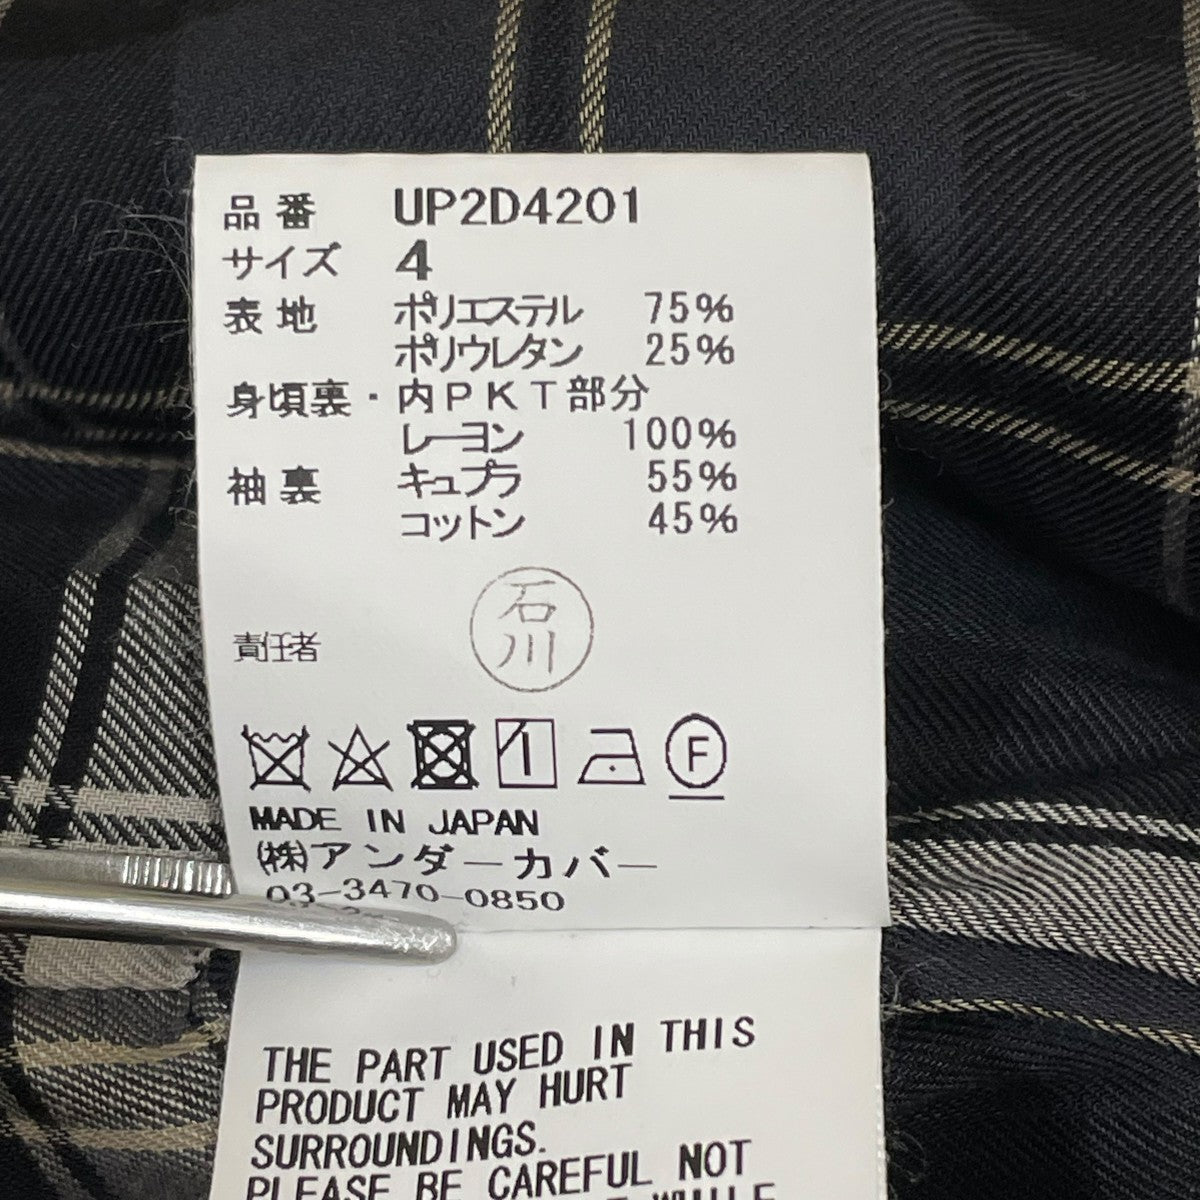 品番 UP2D4201
サイズ 4
表地 ポリエステル 75%
ポリウレタン 25%
身頃裏・内PKT部分
レーヨン 100%
袖裏 キュプラ 55%
コットン 45%
石川
責任者
1 F
MADE IN JAPAN
(株)アンダーカバー
03-3470-0850
THE PART USED IN THIS
PRODUCT MAY HURT
SURROUNDINGS.
PLEASE BE CAREFUL NOT
WHILE